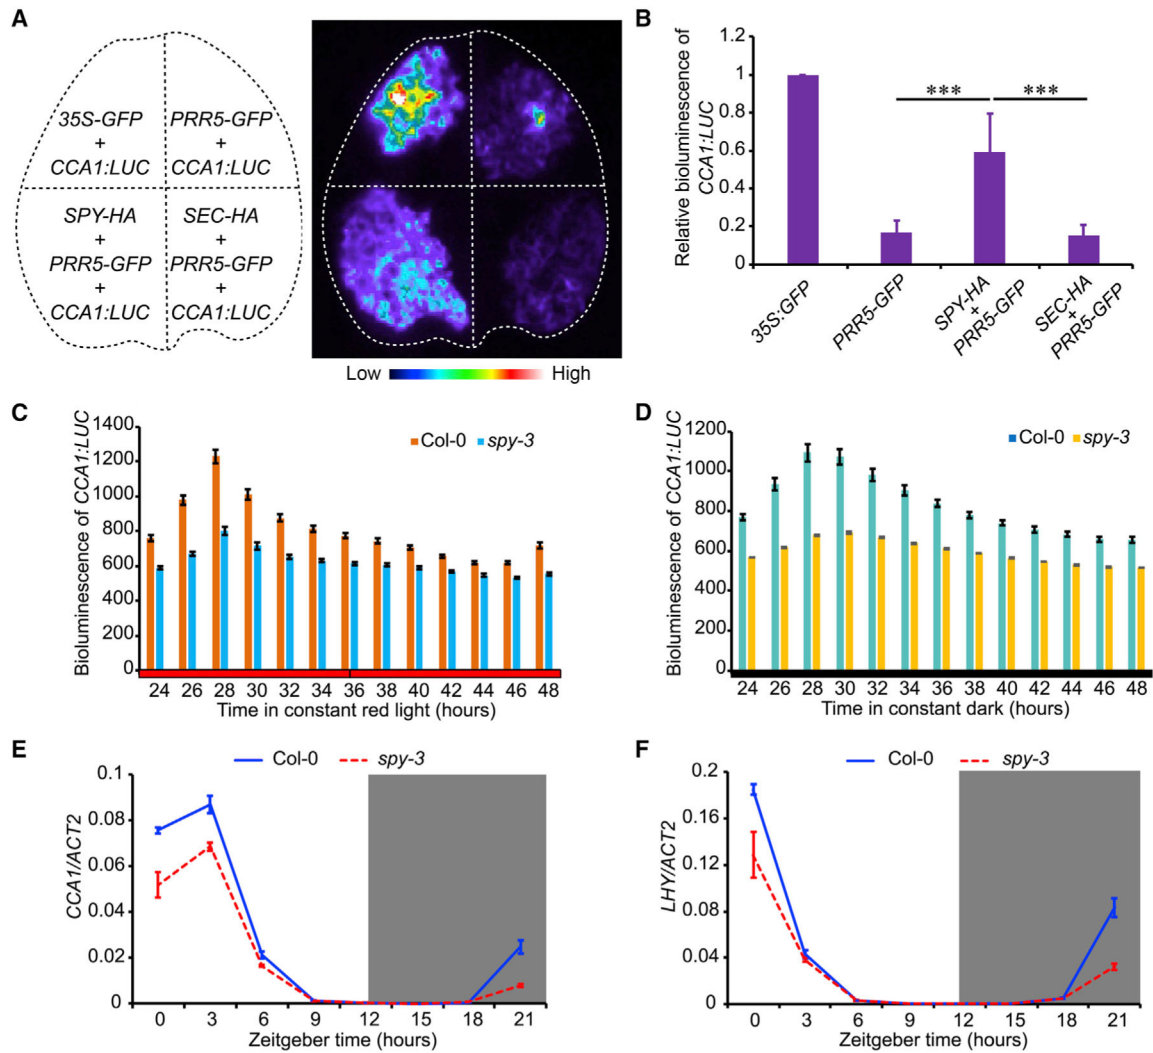 A
35S-GFP
+
CCA1:LUC
PRR5-GFP
+
CCA1:LUC
SPY-HA
+
PRR5-GFP
+
CCA1:LUC
SEC-HA
+
PRR5-GFP
+
CCA1:LUC
Low High
B
Relative bioluminescence of
CCA1:LUC
1.2
1
0.8
0.6
0.4
0.2
0
*** ***
35S:GFP
PRR5-GFP
SPY-HA
+
PRR5-GFP
SEC-HA
+
PRR5-GFP
C
Bioluminescence of CCA1:LUC
Col-0 spy-3
1400
1200
1000
800
600
400
200
0
24 26 28 30 32 34 36 38 40 42 44 46 48
Time in constant red light (hours)
D
Bioluminescence of CCA1:LUC
Col-0 spy-3
1200
1000
800
600
400
200
0
24 26 28 30 32 34 36 38 40 42 44 46 48
Time in constant dark (hours)
E
Col-0 spy-3
CCA1/ACT2
0.1
0.08
0.06
0.04
0.02
0
0 3 6 9 12 15 18 21
Zeitgeber time (hours)
F
Col-0 spy-3
LHY/ACT2
0.2
0.16
0.12
0.08
0.04
0
0 3 6 9 12 15 18 21
Zeitgeber time (hours)